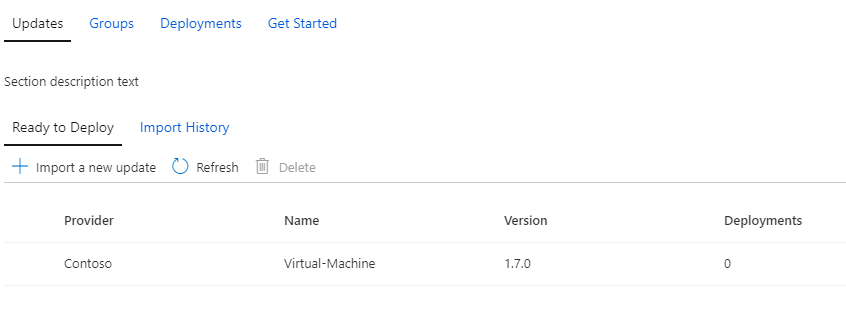 Updates Groups Deployments Get Started
Section description text
Ready to Deploy Import History
Import a new update Refresh Delete
Provider Name Version Deployments
Contoso Virtual-Machine 1.7.0 0